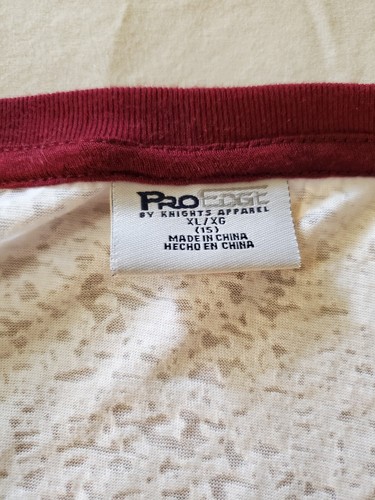 PROEDGE
BY KNIGHTS APPAREL
XL/XG
(15)
MADE IN CHINA
HECHO EN CHINA